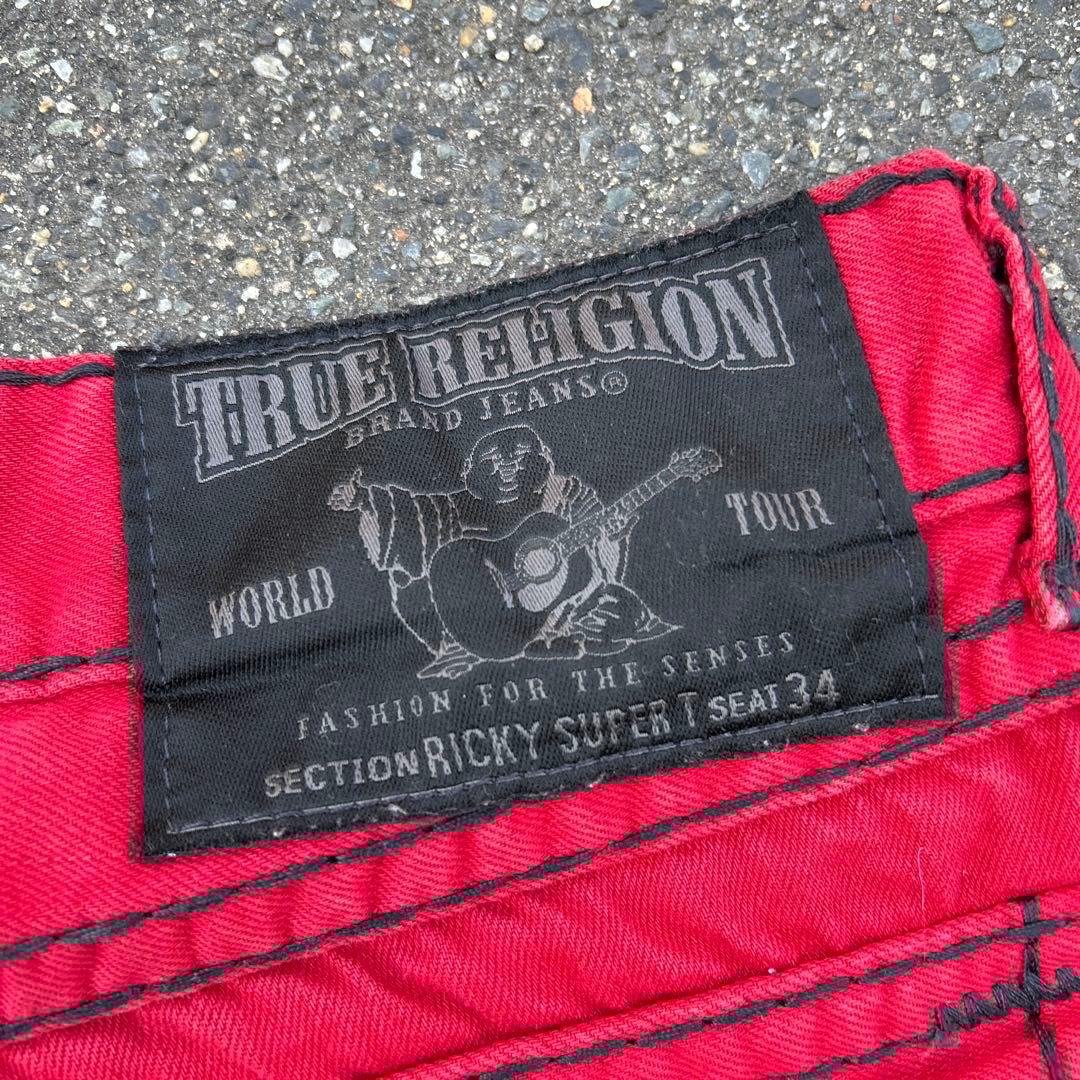 TRUE RELIGION
BRAND JEANS®
WORLD TOUR
FASHION FOR THE SENSES
SECTION RICKY SUPER T SEAT 34